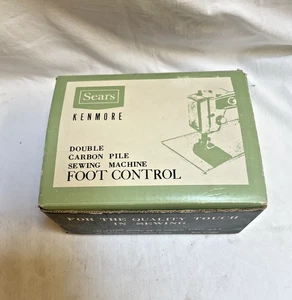 Sears
KENMORE
DOUBLE
CARBON PILE
SEWING MACHINE
FOOT CONTROL
FOR THE QUALITY TOUCH
IN SEWING